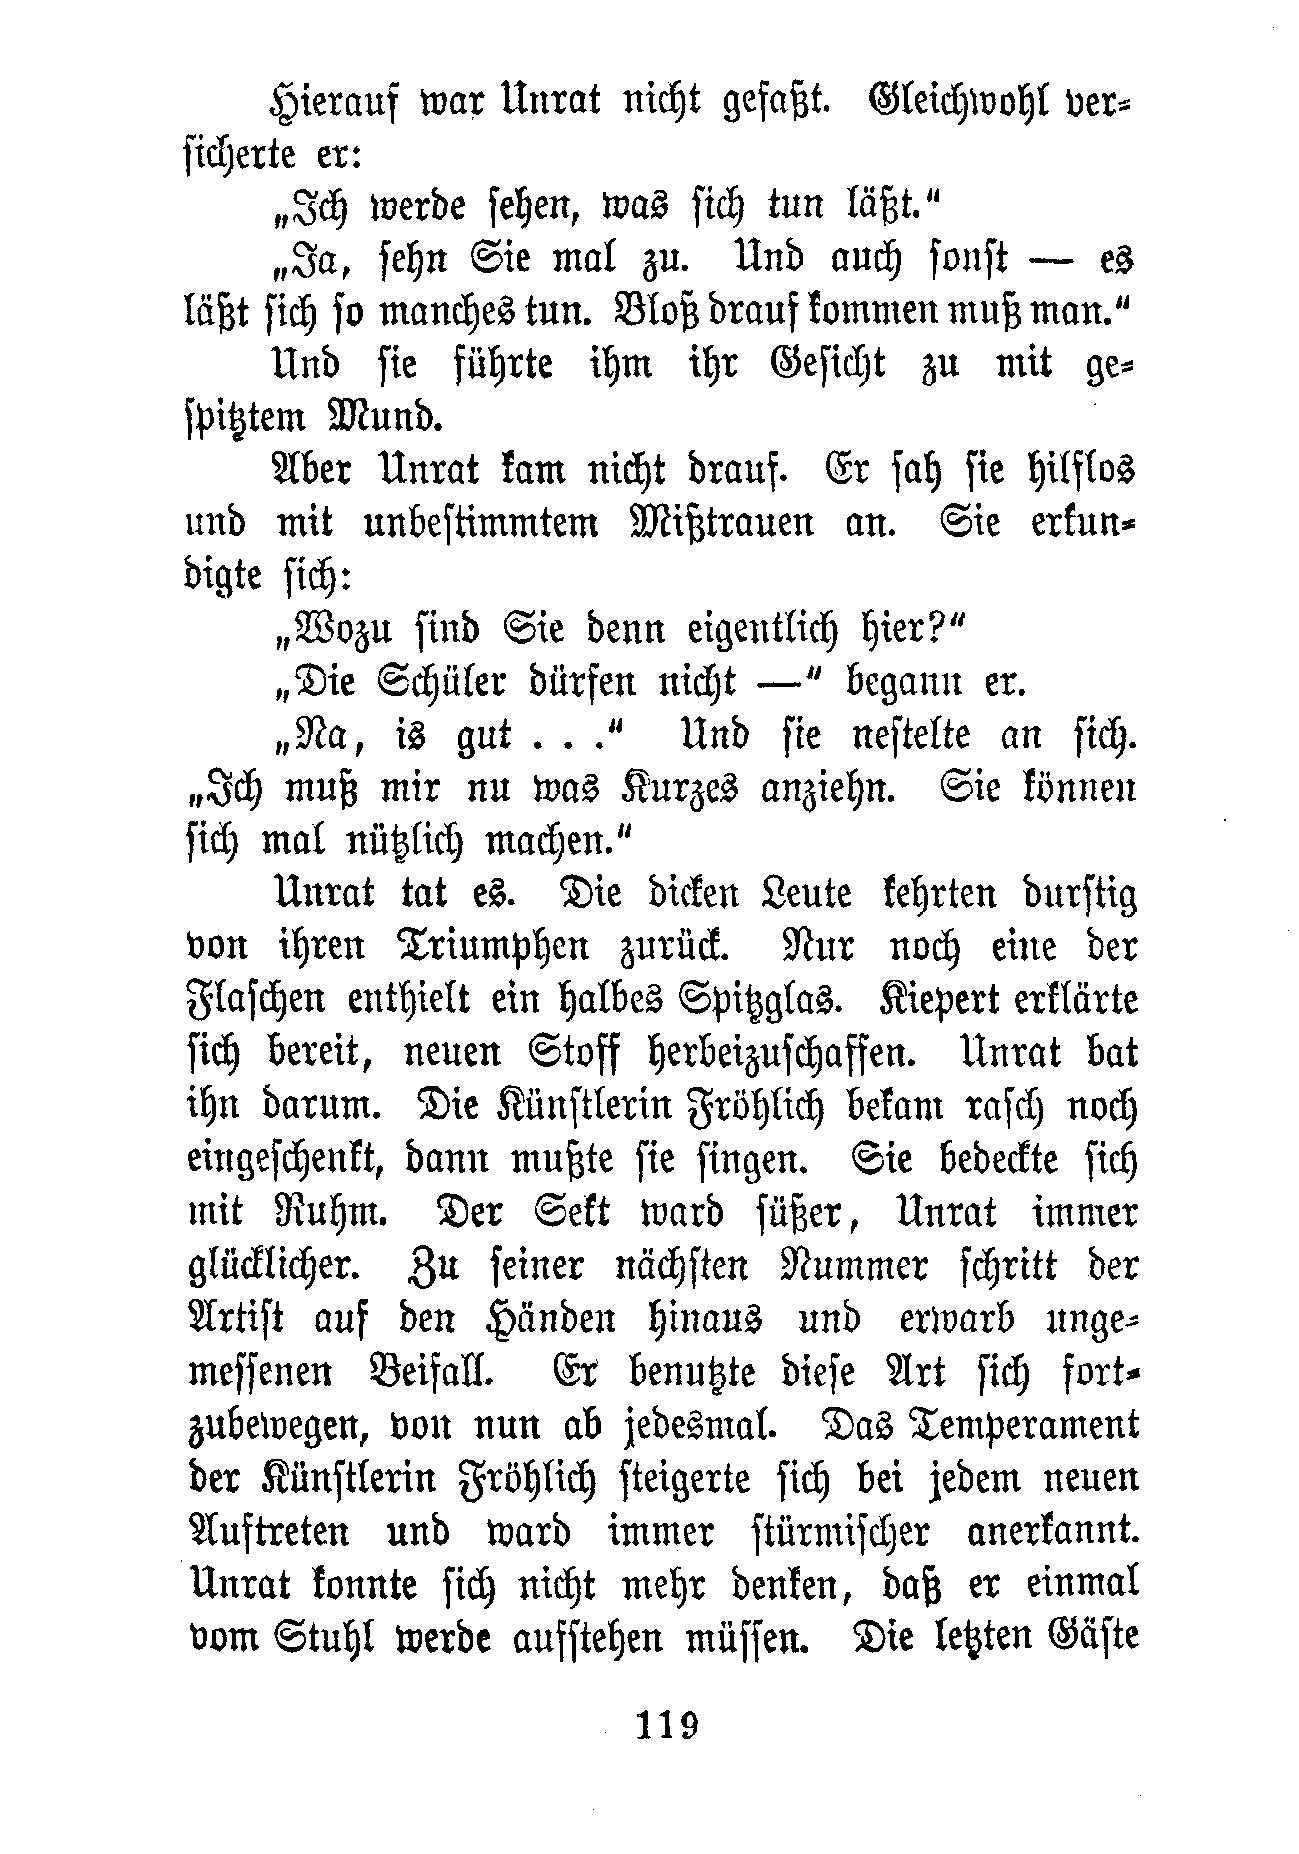 Hierauf war Unrat nicht gefaßt. Gleichwohl ver-
sicherte er:
„Ich werde sehen, was sich tun läßt.“
„Ja, sehn Sie mal zu. Und auch sonst — es
läßt sich so manches tun. Bloß drauf kommen muß man.“
Und sie führte ihm ihr Gesicht zu mit ge-
spitztem Mund.
Aber Unrat kam nicht drauf. Er sah sie hilflos
und mit unbestimmtem Mißtrauen an. Sie erkun-
digte sich:
„Wozu sind Sie denn eigentlich hier?“
„Die Schüler dürfen nicht —“ begann er.
„Na, is gut . . .“ Und sie nestelte an sich.
„Ich muß mir nu was Kurzes anziehn. Sie können
sich mal nützlich machen.“
Unrat tat es. Die dicken Leute kehrten durstig
von ihren Triumphen zurück. Nur noch eine der
Flaschen enthielt ein halbes Spitzglas. Kiepert erklärte
sich bereit, neuen Stoff herbeizuschaffen. Unrat bat
ihn darum. Die Künstlerin Fröhlich bekam rasch noch
eingeschenkt, dann mußte sie singen. Sie bedeckte sich
mit Ruhm. Der Sekt ward süßer, Unrat immer
glücklicher. Zu seiner nächsten Nummer schritt der
Artist auf den Händen hinaus und erwarb unge-
messenen Beifall. Er benutzte diese Art sich fort-
zubewegen, von nun ab jedesmal. Das Temperament
der Künstlerin Fröhlich steigerte sich bei jedem neuen
Auftreten und ward immer stürmischer anerkannt.
Unrat konnte sich nicht mehr denken, daß er einmal
vom Stuhl werde aufstehen müssen. Die letzten Gäste
119